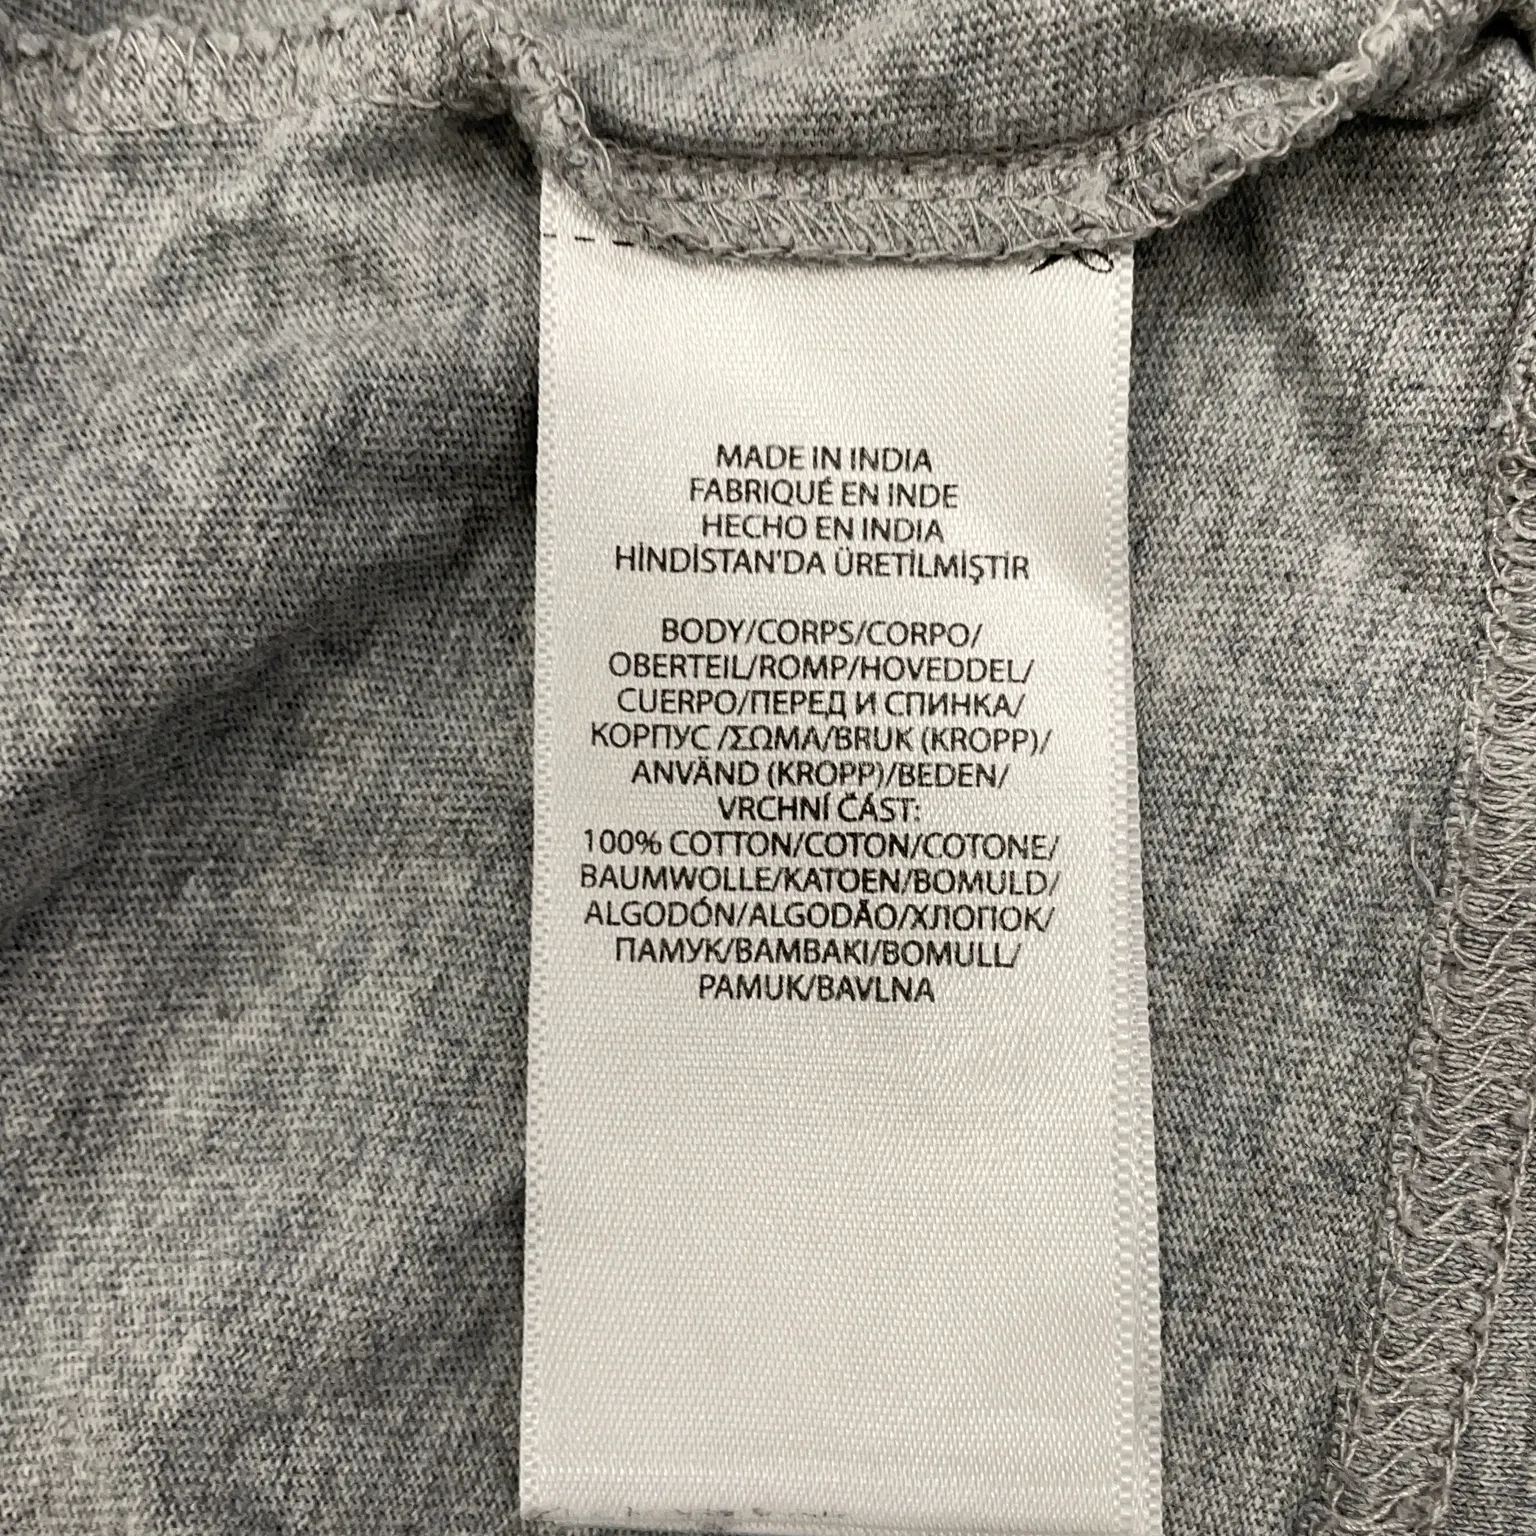 MADE IN INDIA
FABRIQUÉ EN INDE
HECHO EN INDIA
HİNDİSTAN'DA ÜRETİLMİŞTİR
BODY/CORPS/CORPO/
OBERTEIL/ROMP/HOVEDDEL/
CUERPO/ПЕРЕД И СПИНКА/
КОРПУС /ΣΩΜΑ/BRUK (KROPP)/
ANVÄND (KROPP)/BEDEN/
VRCHNÍ ČÁST:
100% COTTON/COTON/COTONE/
BAUMWOLLE/KATOEN/BOMULD/
ALGODÓN/ALGODÃO/ХЛОПОК/
ПАМУК/BAMBAKI/BOMULL/
PAMUK/BAVLNA